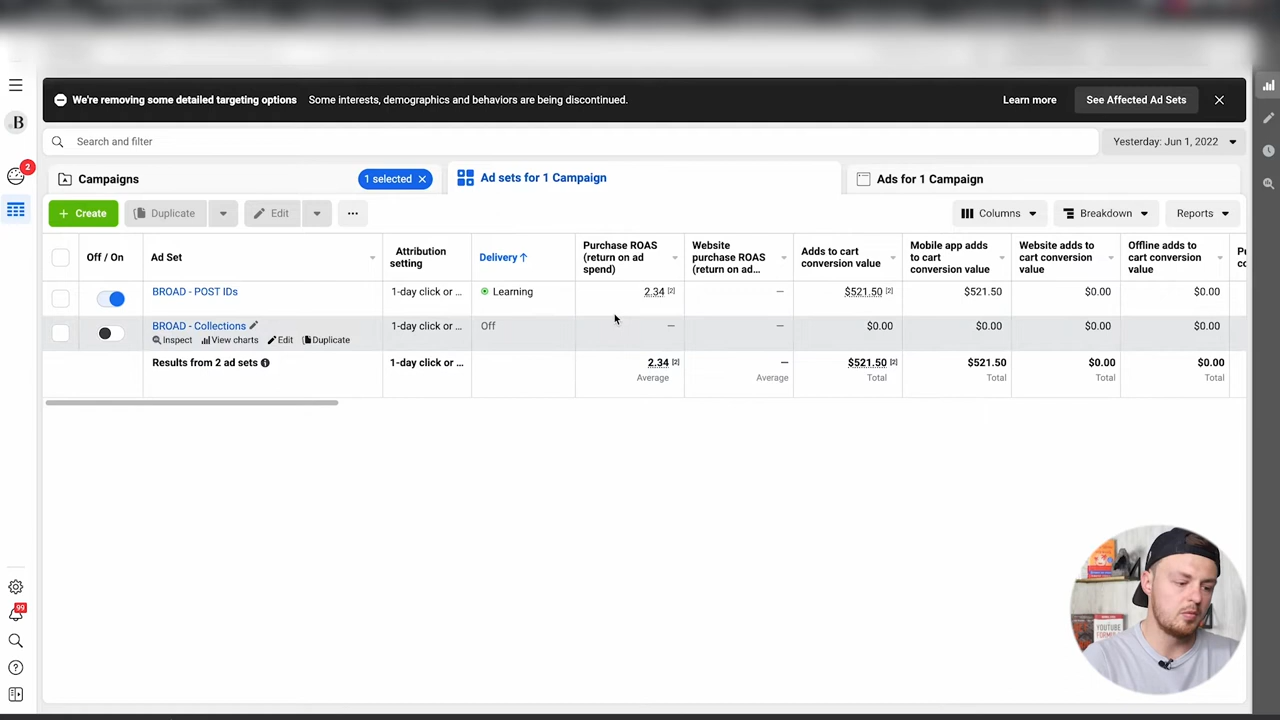 We're removing some detailed targeting options Some interests, demographics and behaviors are being discontinued. Learn more See Affected Ad Sets
.B
Search and filter Yesterday: Jun 1, 2022
2
Campaigns 1 selected Ad sets for 1 Campaign Ads for 1 Campaign
+ Create Duplicate Edit ... Columns Breakdown Reports
Off / On Ad Set Attribution setting Delivery ↑ Purchase ROAS (return on ad spend) Website purchase ROAS (return on ad... Adds to cart conversion value Mobile app adds to cart conversion value Website adds to cart conversion value Offline adds to cart conversion value
BROAD - POST IDs 1-day click or ... Learning 2.34 [2] — $521.50 [2] $521.50 $0.00 $0.00
BROAD - Collections 1-day click or ... Off — — $0.00 $0.00 $0.00 $0.00
Inspect View charts Edit Duplicate
Results from 2 ad sets 1-day click or ... 2.34 [2] — $521.50 [2] $521.50 $0.00 $0.00
Average Average Total Total Total Total
99
YOUTUBE